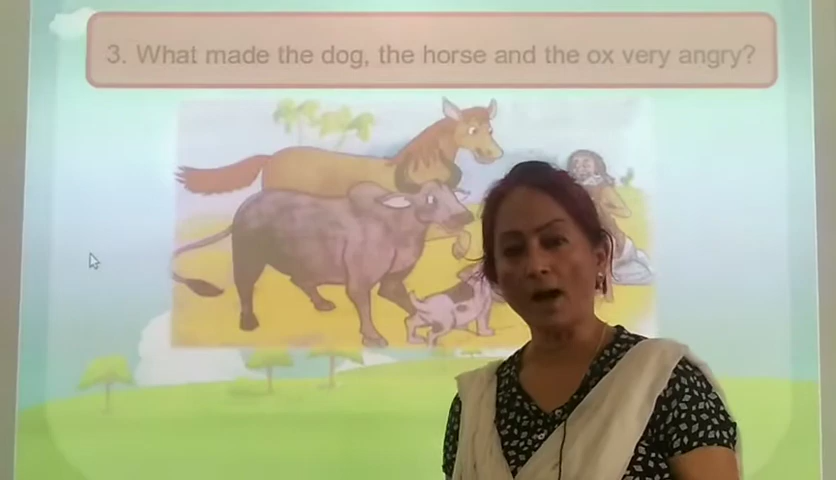 3. What made the dog, the horse and the ox very angry?